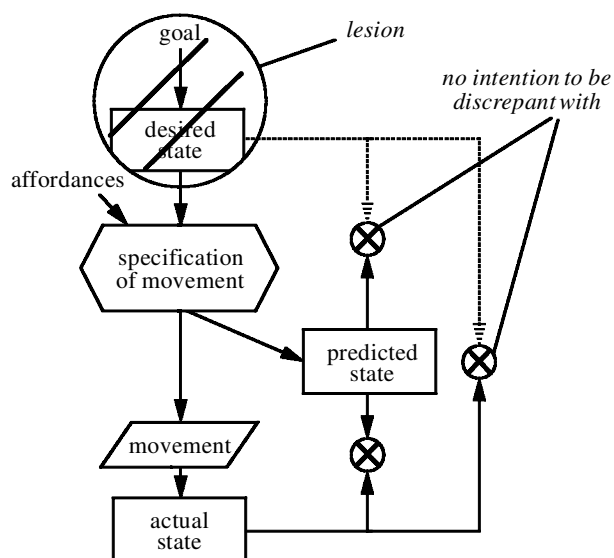 goal
lesion
no intention to be
discrepant with
desired
state
affordances
specification
of movement
predicted
state
movement
actual
state